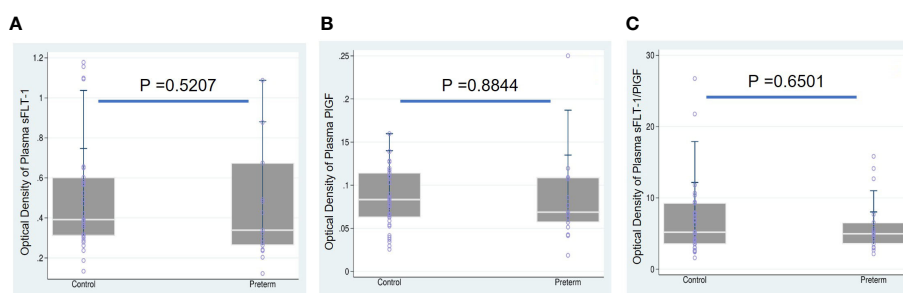 A
Optical Density of Plasma sFLT-1
1.2
1
.8
.6
.4
.2
P =0.5207
Control
Preterm
B
Optical Density of Plasma PlGF
.25
.2
.15
.1
.05
0
P =0.8844
Control
Preterm
C
Optical Density of Plasma sFLT-1/PlGF
30
20
10
0
P =0.6501
Control
Preterm